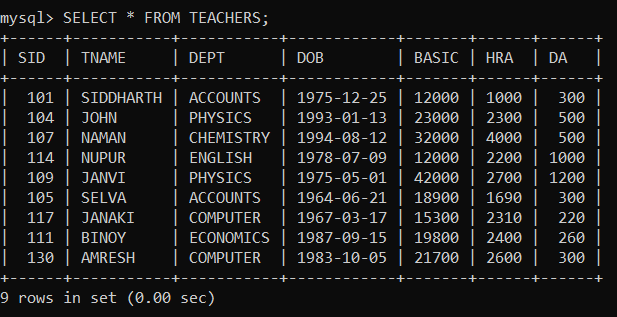 mysql> SELECT * FROM TEACHERS;
+------+-----------+-----------+------------+-------+------+------+
| SID  | TNAME     | DEPT      | DOB        | BASIC | HRA  | DA   |
+------+-----------+-----------+------------+-------+------+------+
|  101 | SIDDHARTH | ACCOUNTS  | 1975-12-25 | 12000 | 1000 |  300 |
|  104 | JOHN      | PHYSICS   | 1993-01-13 | 23000 | 2300 |  500 |
|  107 | NAMAN     | CHEMISTRY | 1994-08-12 | 32000 | 4000 |  500 |
|  114 | NUPUR     | ENGLISH   | 1978-07-09 | 12000 | 2200 | 1000 |
|  109 | JANVI     | PHYSICS   | 1975-05-01 | 42000 | 2700 | 1200 |
|  105 | SELVA     | ACCOUNTS  | 1964-06-21 | 18900 | 1690 |  300 |
|  117 | JANAKI    | COMPUTER  | 1967-03-17 | 15300 | 2310 |  220 |
|  111 | BINOY     | ECONOMICS | 1987-09-15 | 19800 | 2400 |  260 |
|  130 | AMRESH    | COMPUTER  | 1983-10-05 | 21700 | 2600 |  300 |
+------+-----------+-----------+------------+-------+------+------+
9 rows in set (0.00 sec)